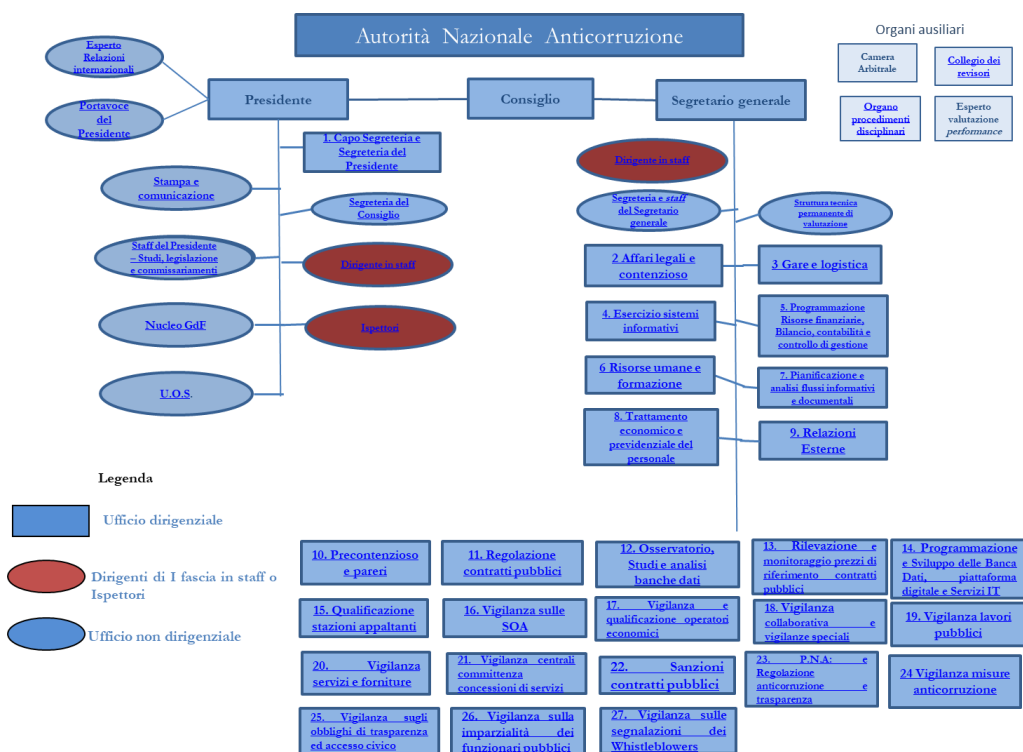 Autorità Nazionale Anticorruzione
Organi ausiliari
Camera
Arbitrale
Collegio dei
revisori
Organo
procedimenti
disciplinari
Esperto
valutazione
performance
Esperto
Relazioni
internazionali
Portavoce
del
Presidente
Presidente
Consiglio
Segretario generale
1. Capo Segreteria e
Segreteria del
Presidente
Stampa e
comunicazione
Segreteria del
Consiglio
Staff del Presidente
– Studi, legislazione
e commissariamenti
Dirigente in staff
Nucleo GdF
Ispettori
U.O.S.
Dirigente in staff
Segreteria e staff
del Segretario
generale
Struttura tecnica
permanente di
valutazione
2 Affari legali e
contenzioso
3 Gare e logistica
4. Esercizio sistemi
informativi
5. Programmazione
Risorse finanziarie,
Bilancio, contabilità e
controllo di gestione
6 Risorse umane e
formazione
7. Pianificazione e
analisi flussi informativi
e documentali
8. Trattamento
economico e
previdenziale del
personale
9. Relazioni
Esterne
Legenda
Ufficio dirigenziale
Dirigenti di I fascia in staff o
Ispettori
Ufficio non dirigenziale
10. Precontenzioso
e pareri
11. Regolazione
contratti pubblici
12. Osservatorio,
Studi e analisi
banche dati
13. Rilevazione e
monitoraggio prezzi di
riferimento contratti
pubblici
14. Programmazione
e Sviluppo delle Banca
Dati, piattaforma
digitale e Servizi IT
15. Qualificazione
stazioni appaltanti
16. Vigilanza sulle
SOA
17. Vigilanza e
qualificazione operatori
economici
18. Vigilanza
collaborativa e
vigilanze speciali
19. Vigilanza lavori
pubblici
20. Vigilanza
servizi e forniture
21. Vigilanza centrali
committenza
concessioni di servizi
22. Sanzioni
contratti pubblici
23. P.N.A: e
Regolazione
anticorruzione e
trasparenza
24 Vigilanza misure
anticorruzione
25. Vigilanza sugli
obblighi di trasparenza
ed accesso civico
26. Vigilanza sulla
imparzialità dei
funzionari pubblici
27. Vigilanza sulle
segnalazioni dei
Whistleblowers